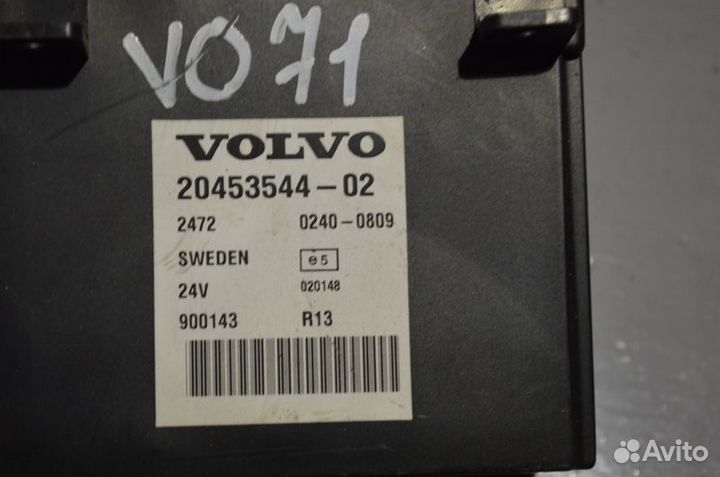 VO71
VOLVO
20453544-02
2472 0240-0809
SWEDEN e5
24V 020148
900143 R13
Avito